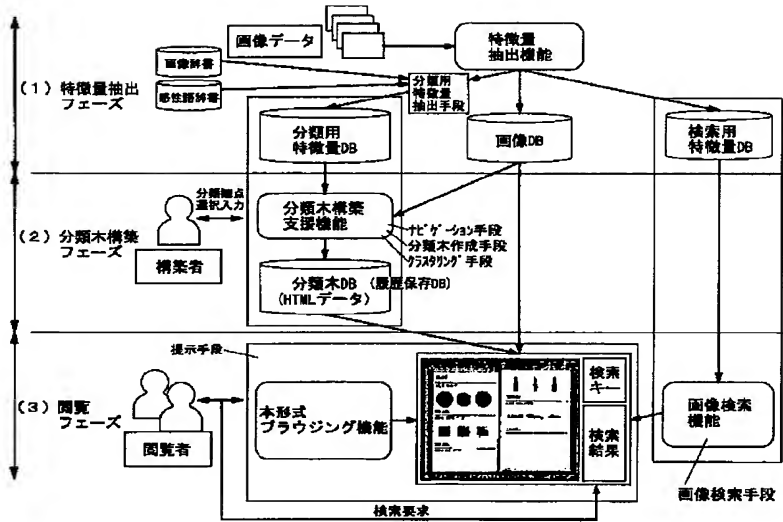 画像データ
特徴量
抽出機能
画像辞書
感性語辞書
分類用
特徴量
抽出手段
(1) 特徴量抽出
フェーズ
分類用
特徴量DB
画像DB
検索用
特徴量DB
分類観点
選択入力
(2) 分類木構築
フェーズ
構築者
分類木構築
支援機能
ナビゲーション手段
分類木作成手段
クラスタリング手段
分類木DB (履歴保存DB)
(HTMLデータ)
提示手段
(3) 閲覧
フェーズ
閲覧者
本形式
ブラウジング機能
検索
キー
検索
結果
画像検索
機能
画像検索手段
検索要求